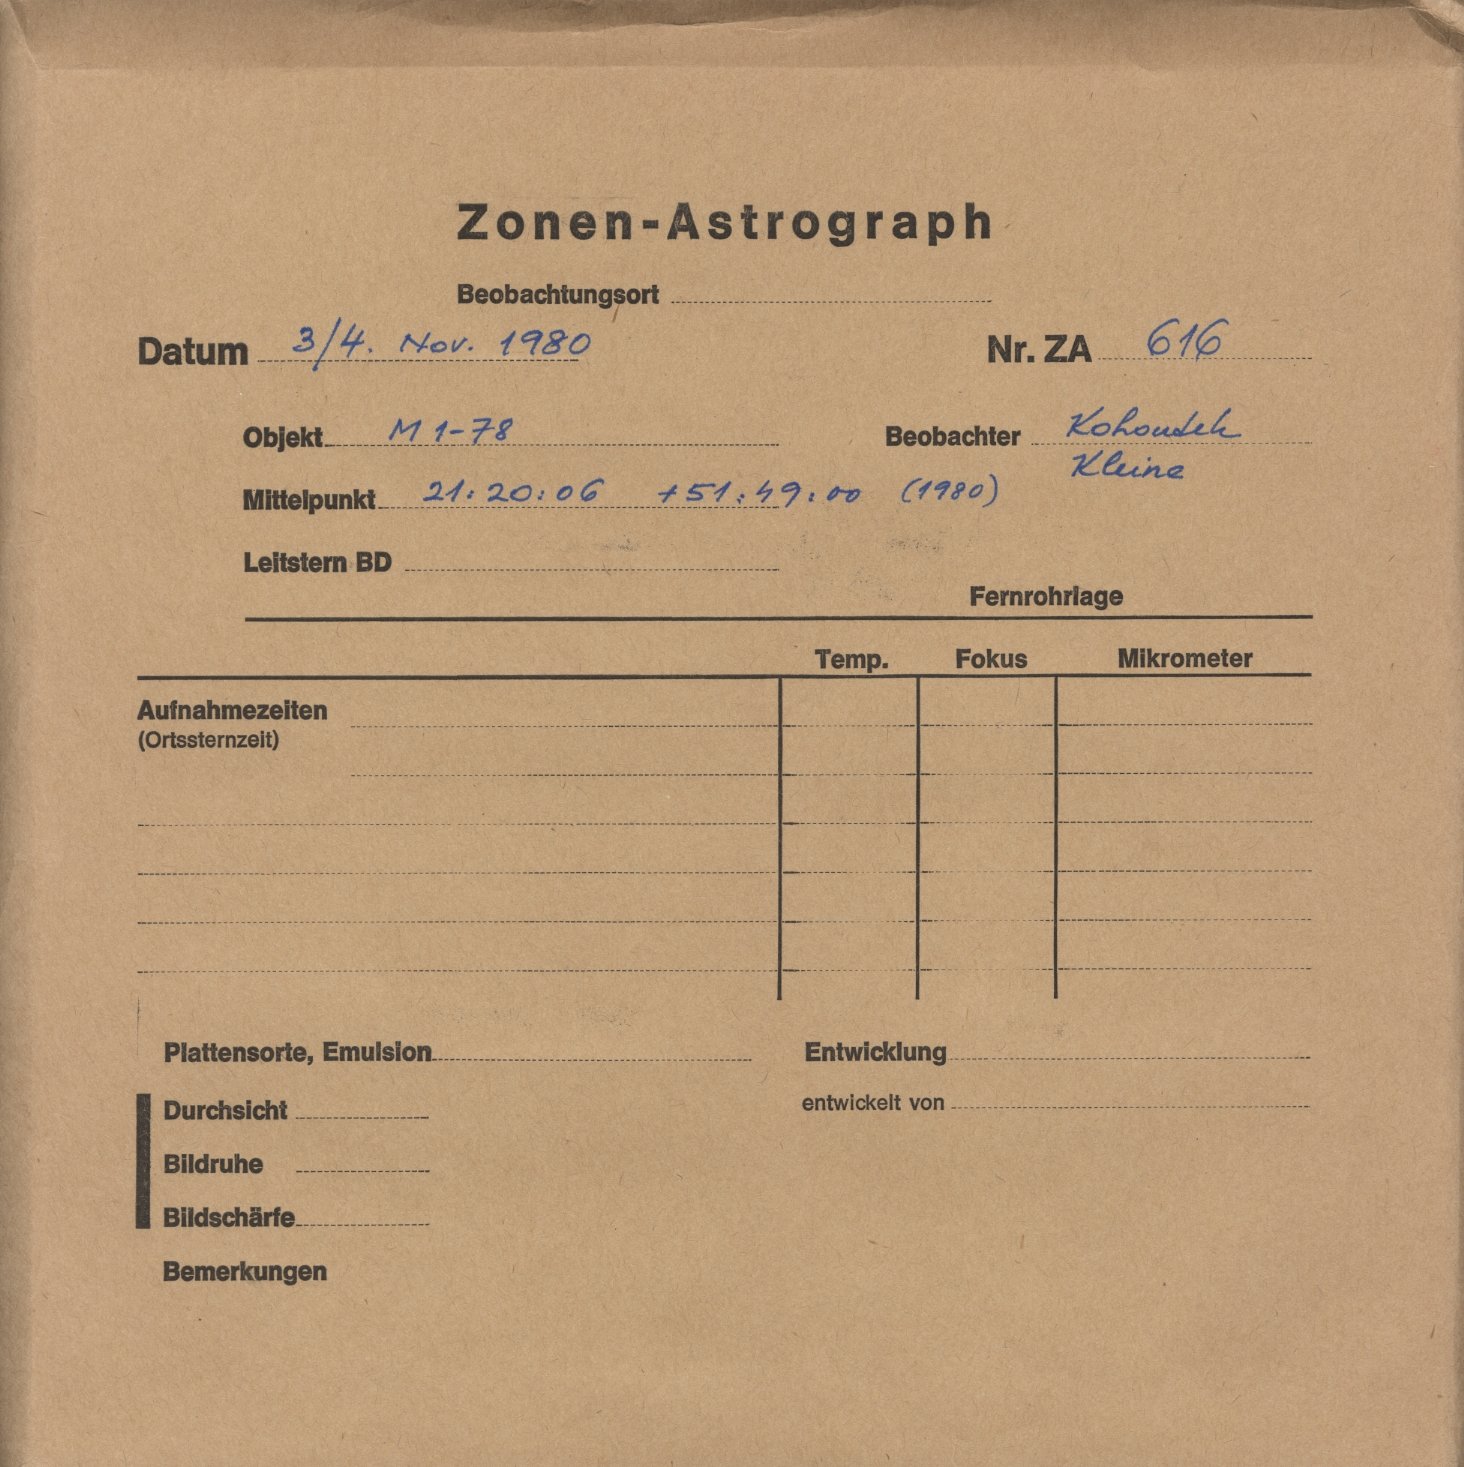 Zonen-Astrograph
Beobachtungsort
Datum 3/4. Nov. 1980 Nr. ZA 616
Objekt M 1-78 Beobachter Kohoutek
Kleine
Mittelpunkt 21:20:06 +51:49:00 (1980)
Leitstern BD
Fernrohrlage
Temp. Fokus Mikrometer
Aufnahmezeiten
(Ortssternzeit)
Plattensorte, Emulsion Entwicklung
Durchsicht entwickelt von
Bildruhe
Bildschärfe
Bemerkungen